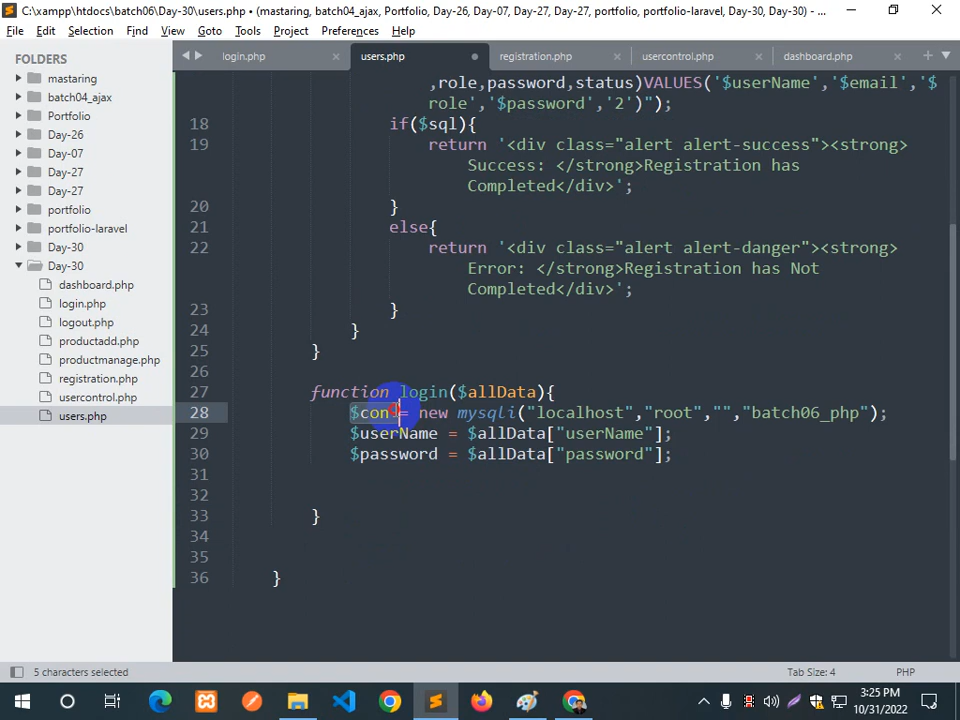 C:\xampp\htdocs\batch06\Day-30\users.php • (mastaring, batch04_ajax, Portfolio, Day-26, Day-07, Day-27, Day-27, portfolio, portfolio-laravel, Day-30, Day-30) - ...
File Edit Selection Find View Goto Tools Project Preferences Help
FOLDERS
login.php
users.php
registration.php
usercontrol.php
dashboard.php
mastaring
batch04_ajax
Portfolio
Day-26
Day-07
Day-27
Day-27
portfolio
portfolio-laravel
Day-30
Day-30
dashboard.php
login.php
logout.php
productadd.php
productmanage.php
registration.php
usercontrol.php
users.php
,role,password,status)VALUES('$userName','$email','$
role','$password','2')");
18 if($sql){
19 return '<div class="alert alert-success"><strong>
Success: </strong>Registration has
Completed</div>';
20 }
21 else{
22 return '<div class="alert alert-danger"><strong>
Error: </strong>Registration has Not
Completed</div>';
23 }
24 }
25 }
26
27 function login($allData){
28 $con = new mysqli("localhost","root","","batch06_php");
29 $userName = $allData["userName"];
30 $password = $allData["password"];
31
32
33 }
34
35
36 }
5 characters selected
Tab Size: 4
PHP
3:25 PM
10/31/2022